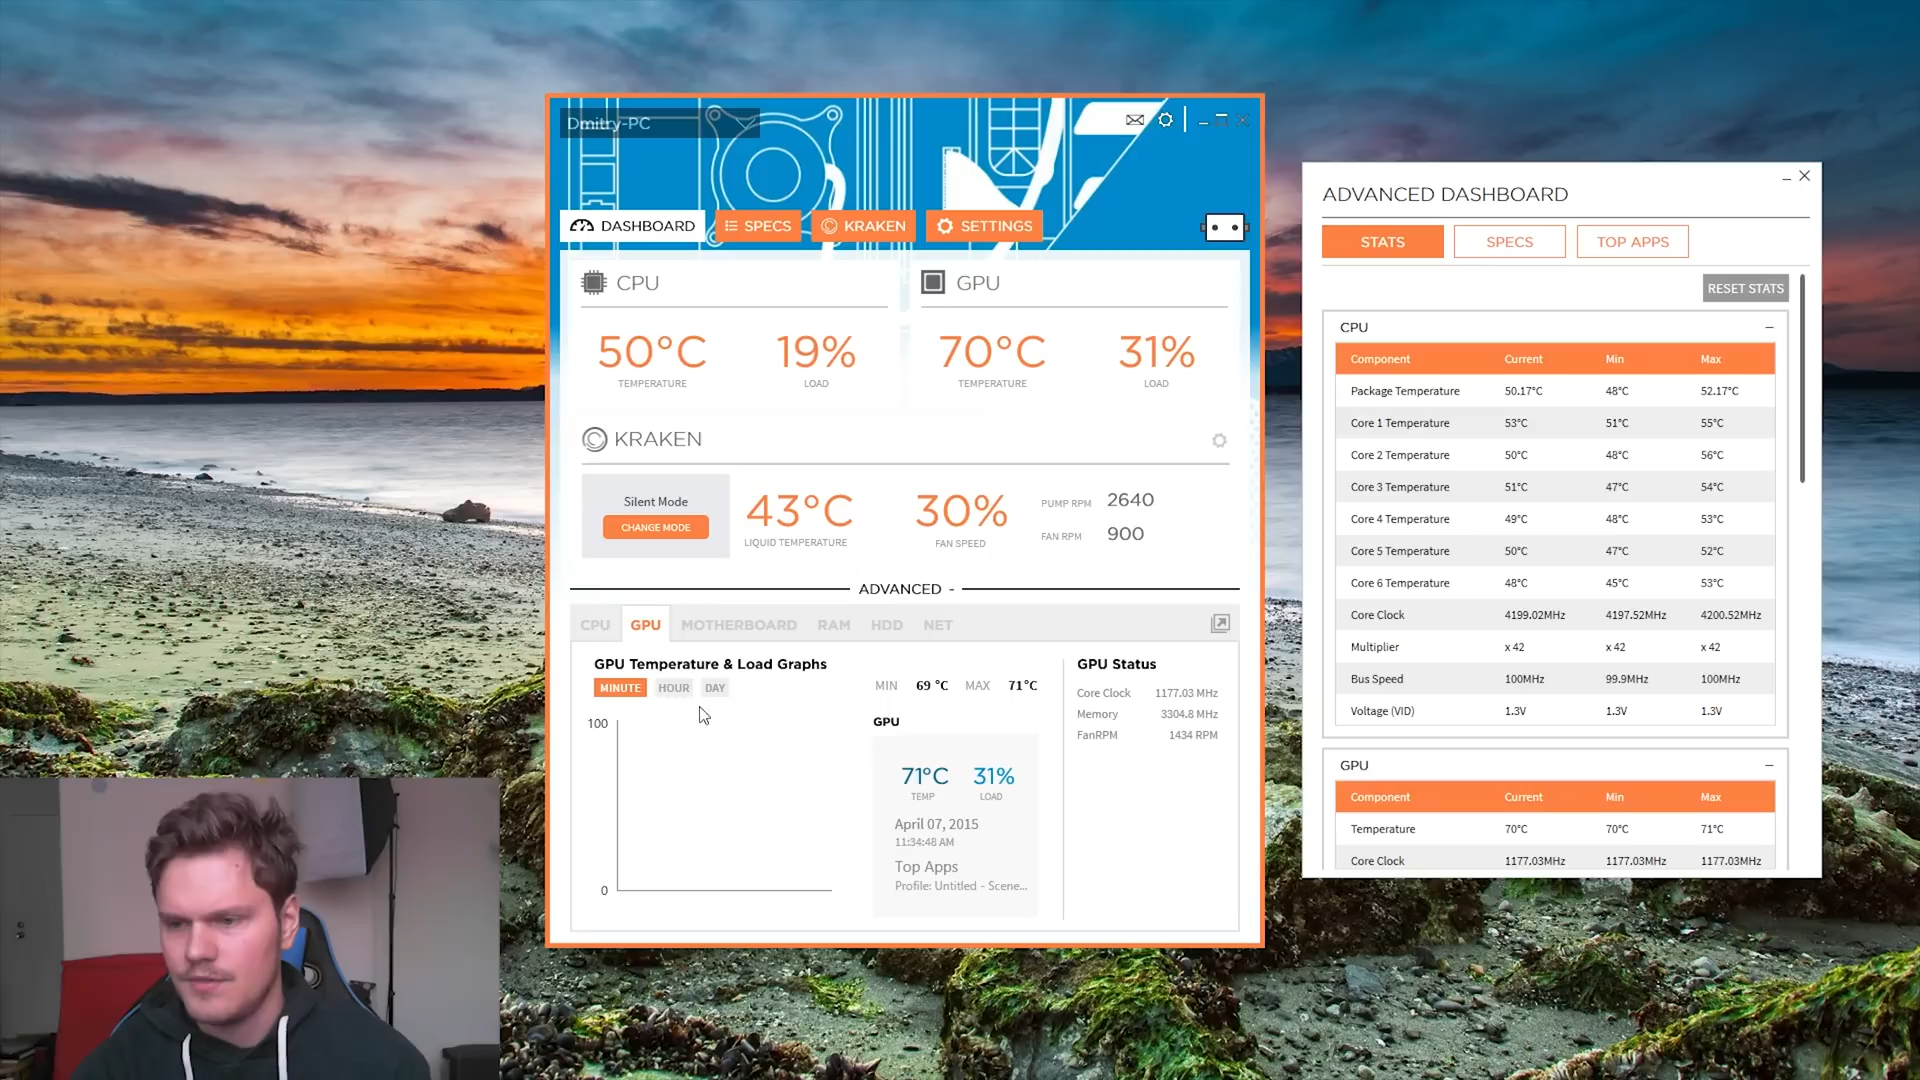 Dmitry-PC
DASHBOARD
SPECS
KRAKEN
SETTINGS
CPU
50°C
TEMPERATURE
19%
LOAD
GPU
70°C
TEMPERATURE
31%
LOAD
KRAKEN
Silent Mode
CHANGE MODE
43°C
LIQUID TEMPERATURE
30%
FAN SPEED
PUMP RPM 2640
FAN RPM 900
ADVANCED -
CPU GPU MOTHERBOARD RAM HDD NET
GPU Temperature & Load Graphs
MINUTE HOUR DAY
MIN 69 °C MAX 71°C
100
0
GPU
71°C
TEMP
31%
LOAD
April 07, 2015
11:34:48 AM
Top Apps
Profile: Untitled - Scene...
GPU Status
Core Clock 1177.03 MHz
Memory 3304.8 MHz
FanRPM 1434 RPM
ADVANCED DASHBOARD
STATS SPECS TOP APPS
RESET STATS
CPU
Component Current Min Max
Package Temperature 50.17°C 48°C 52.17°C
Core 1 Temperature 53°C 51°C 55°C
Core 2 Temperature 50°C 48°C 56°C
Core 3 Temperature 51°C 47°C 54°C
Core 4 Temperature 49°C 48°C 53°C
Core 5 Temperature 50°C 47°C 52°C
Core 6 Temperature 48°C 45°C 53°C
Core Clock 4199.02MHz 4197.52MHz 4200.52MHz
Multiplier x 42 x 42 x 42
Bus Speed 100MHz 99.9MHz 100MHz
Voltage (VID) 1.3V 1.3V 1.3V
GPU
Component Current Min Max
Temperature 70°C 70°C 71°C
Core Clock 1177.03MHz 1177.03MHz 1177.03MHz